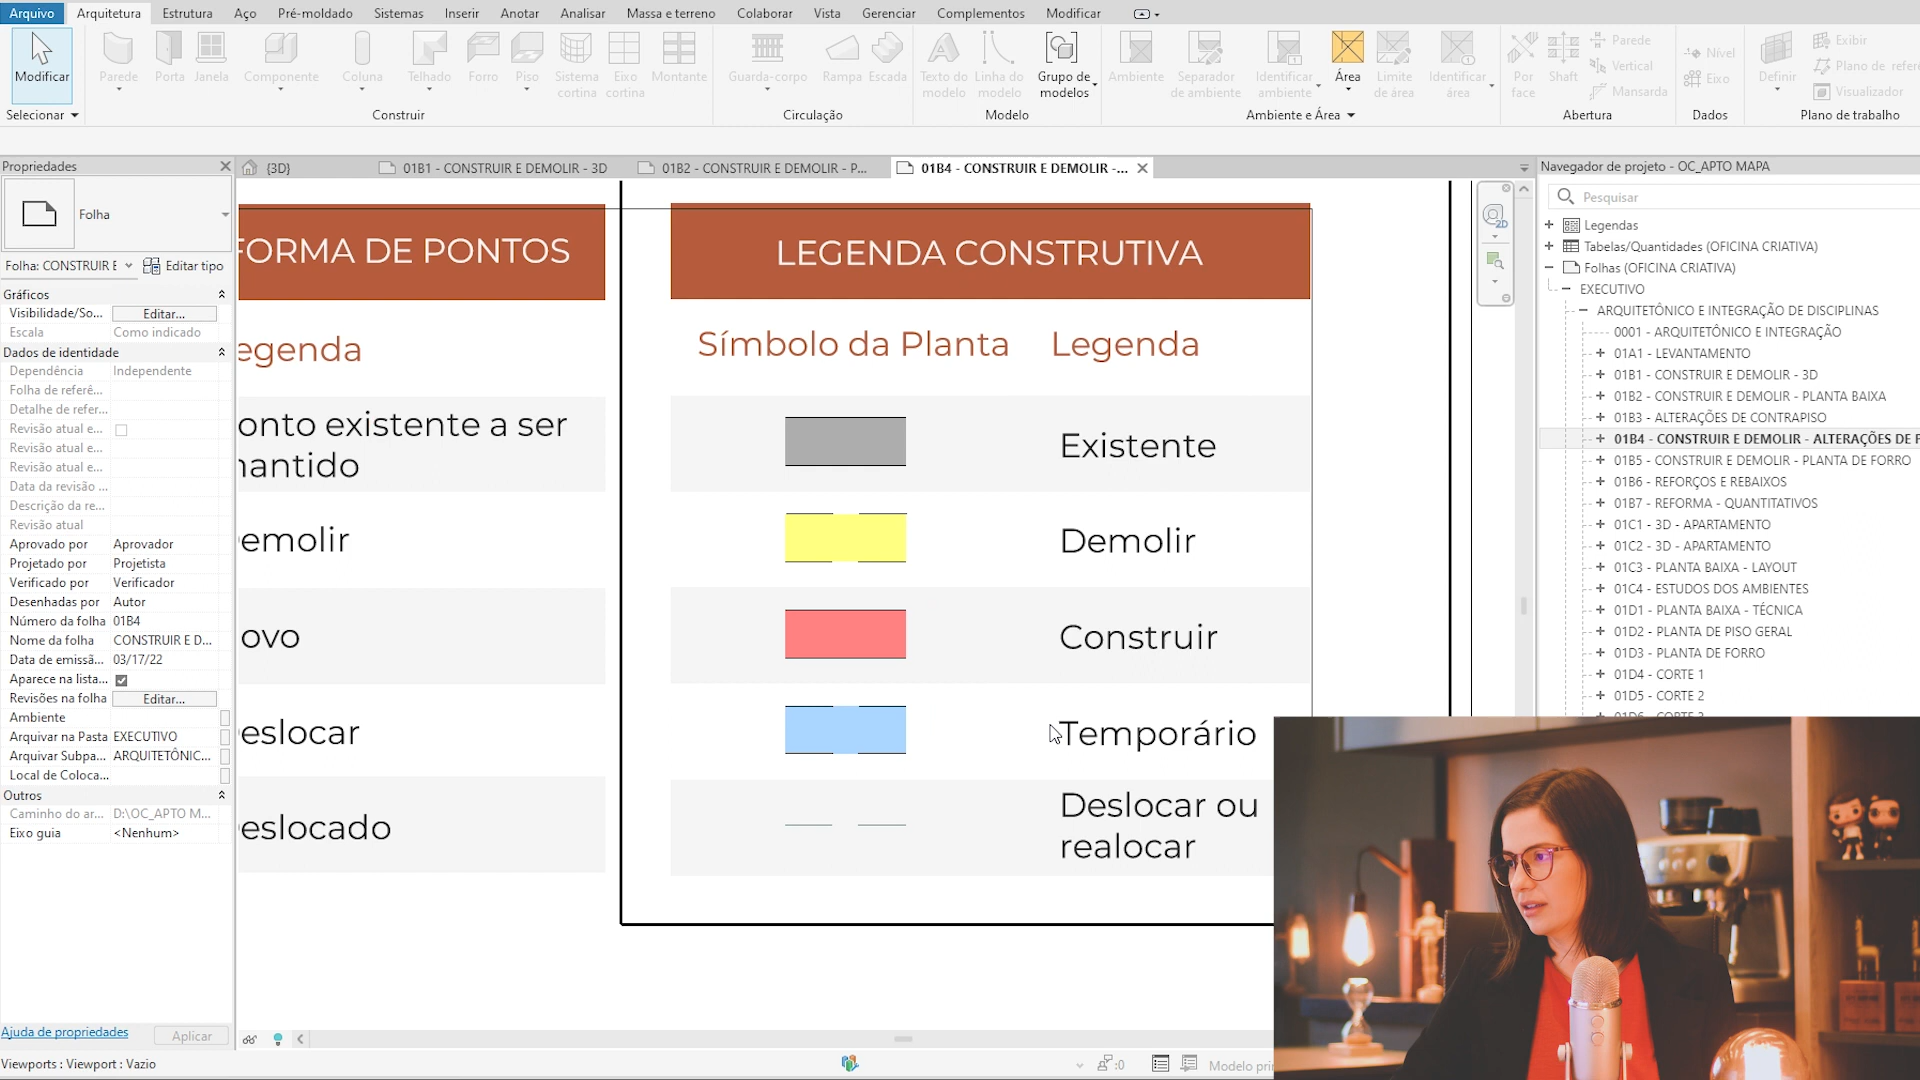 Arquivo Arquitetura Estrutura Aço Pré-moldado Sistemas Inserir Anotar Analisar Massa e terreno Colaborar Vista Gerenciar Complementos Modificar
Modificar
Parede
Porta
Janela
Componente
Coluna
Telhado
Forro
Piso
Sistema cortina
Eixo cortina
Montante
Guarda-corpo
Rampa
Escada
Texto do modelo
Linha do modelo
Grupo de modelos
Ambiente
Separador de ambiente
Identificar ambiente
Área
Limite de área
Identificar área
Por face
Shaft
Parede
Vertical
Mansarda
Nível
Eixo
Definir
Exibir
Plano de refer
Visualizador
Selecionar
Construir
Circulação
Modelo
Ambiente e Área
Abertura
Dados
Plano de trabalho
Propriedades
{3D}
01B1 - CONSTRUIR E DEMOLIR - 3D
01B2 - CONSTRUIR E DEMOLIR - P...
01B4 - CONSTRUIR E DEMOLIR -...
Folha
Folha: CONSTRUIR E
Editar tipo
Gráficos
Visibilidade/So... Editar...
Escala Como indicado
Dados de identidade
Dependência Independente
Folha de referê...
Detalhe de refer...
Revisão atual e...
Revisão atual e...
Revisão atual e...
Data da revisão ...
Descrição da re...
Revisão atual
Aprovado por Aprovador
Projetado por Projetista
Verificado por Verificador
Desenhadas por Autor
Número da folha 01B4
Nome da folha CONSTRUIR E D...
Data de emissã... 03/17/22
Aparece na lista...
Revisões na folha Editar...
Ambiente
Arquivar na Pasta EXECUTIVO
Arquivar Subpa... ARQUITETÔNIC...
Local de Coloca...
Outros
Caminho do ar... D:\OC_APTO M...
Eixo guia <Nenhum>
Ajuda de propriedades
Aplicar
Viewports : Viewport : Vazio
FORMA DE PONTOS
egenda
onto existente a ser
mantido
emolir
ovo
eslocar
eslocado
LEGENDA CONSTRUTIVA
Símbolo da Planta Legenda
Existente
Demolir
Construir
Temporário
Deslocar ou
realocar
2D
:0
Modelo pri
Navegador de projeto - OC_APTO MAPA
Pesquisar
Legendas
Tabelas/Quantidades (OFICINA CRIATIVA)
Folhas (OFICINA CRIATIVA)
EXECUTIVO
ARQUITETÔNICO E INTEGRAÇÃO DE DISCIPLINAS
0001 - ARQUITETÔNICO E INTEGRAÇÃO
01A1 - LEVANTAMENTO
01B1 - CONSTRUIR E DEMOLIR - 3D
01B2 - CONSTRUIR E DEMOLIR - PLANTA BAIXA
01B3 - ALTERAÇÕES DE CONTRAPISO
01B4 - CONSTRUIR E DEMOLIR - ALTERAÇÕES DE P
01B5 - CONSTRUIR E DEMOLIR - PLANTA DE FORRO
01B6 - REFORÇOS E REBAIXOS
01B7 - REFORMA - QUANTITATIVOS
01C1 - 3D - APARTAMENTO
01C2 - 3D - APARTAMENTO
01C3 - PLANTA BAIXA - LAYOUT
01C4 - ESTUDOS DOS AMBIENTES
01D1 - PLANTA BAIXA - TÉCNICA
01D2 - PLANTA DE PISO GERAL
01D3 - PLANTA DE FORRO
01D4 - CORTE 1
01D5 - CORTE 2